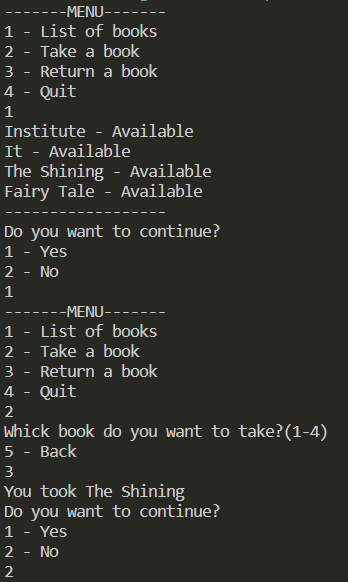 -------MENU-------
1 - List of books
2 - Take a book
3 - Return a book
4 - Quit
1
Institute - Available
It - Available
The Shining - Available
Fairy Tale - Available
------------------
Do you want to continue?
1 - Yes
2 - No
1
-------MENU-------
1 - List of books
2 - Take a book
3 - Return a book
4 - Quit
2
Whick book do you want to take?(1-4)
5 - Back
3
You took The Shining
Do you want to continue?
1 - Yes
2 - No
2